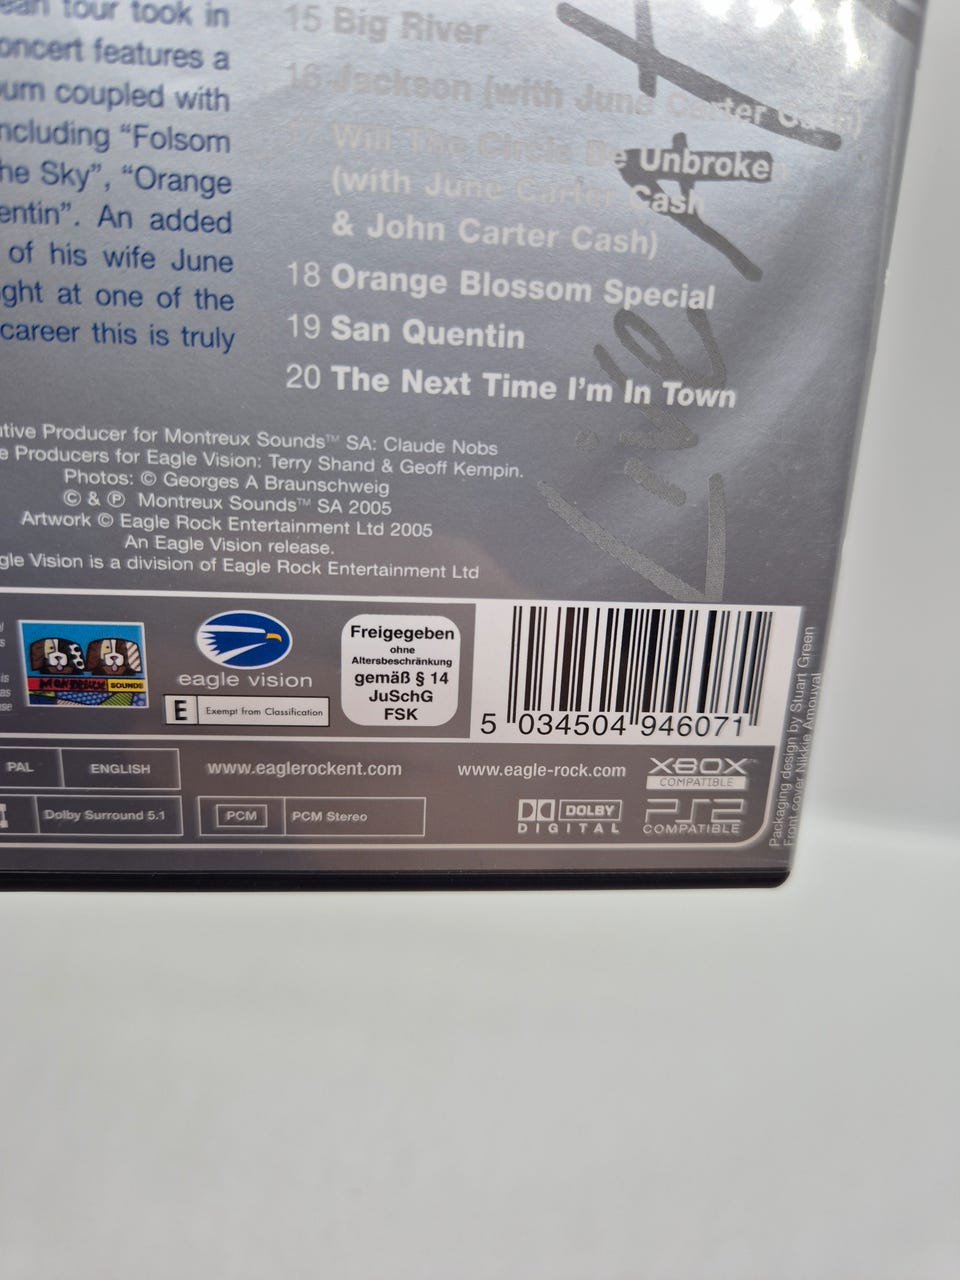 ean tour took in
oncert features a
um coupled with
ncluding “Folsom
he Sky”, “Orange
entin”. An added
of his wife June
ght at one of the
career this is truly
15 Big River
16 Jackson (with June Carter Cash)
17 Will The Circle Be Unbroken
(with June Carter Cash
& John Carter Cash)
18 Orange Blossom Special
19 San Quentin
20 The Next Time I’m In Town
Live At
tive Producer for Montreux Sounds™ SA: Claude Nobs
e Producers for Eagle Vision: Terry Shand & Geoff Kempin.
Photos: © Georges A Braunschweig
© & ℗ Montreux Sounds™ SA 2005
Artwork © Eagle Rock Entertainment Ltd 2005
An Eagle Vision release.
gle Vision is a division of Eagle Rock Entertainment Ltd
MONTREUX SOUNDS
eagle vision
E Exempt from Classification
Freigegeben
ohne
Altersbeschränkung
gemäß § 14
JuSchG
FSK
5 034504 946071
PAL
ENGLISH
www.eaglerockent.com
www.eagle-rock.com
XBOX
COMPATIBLE
Dolby Surround 5.1
PCM
PCM Stereo
DOLBY
DIGITAL
PS2
COMPATIBLE
Packaging design by Stuart Green
Front cover Nikkie Amouyal